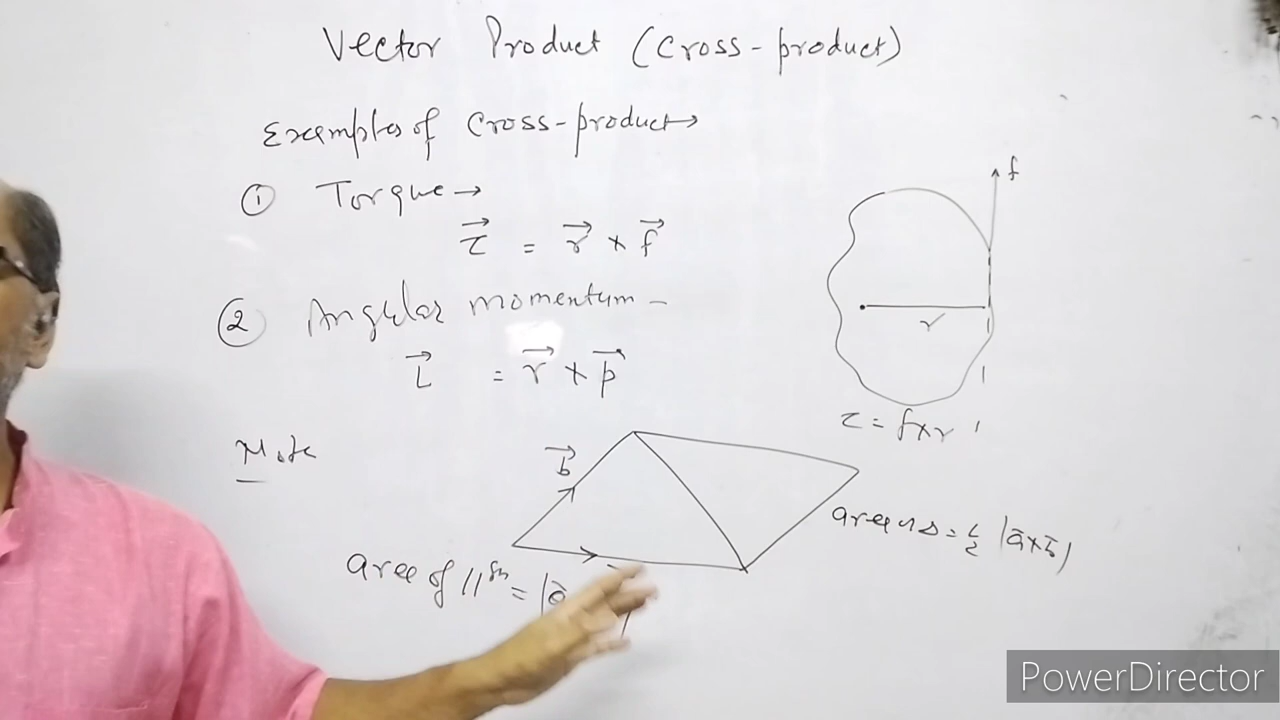 Vector Product (Cross-product)
Examples of Cross-product→
① Torque→
f
τ⃗ = r⃗ × f⃗
② Angular momentum –
r
L⃗ = r⃗ × p⃗
τ = f×r
Note
b⃗
area of Δ = 1/2 |a̅×b̅|
area of ||gm = |a̅
PowerDirector